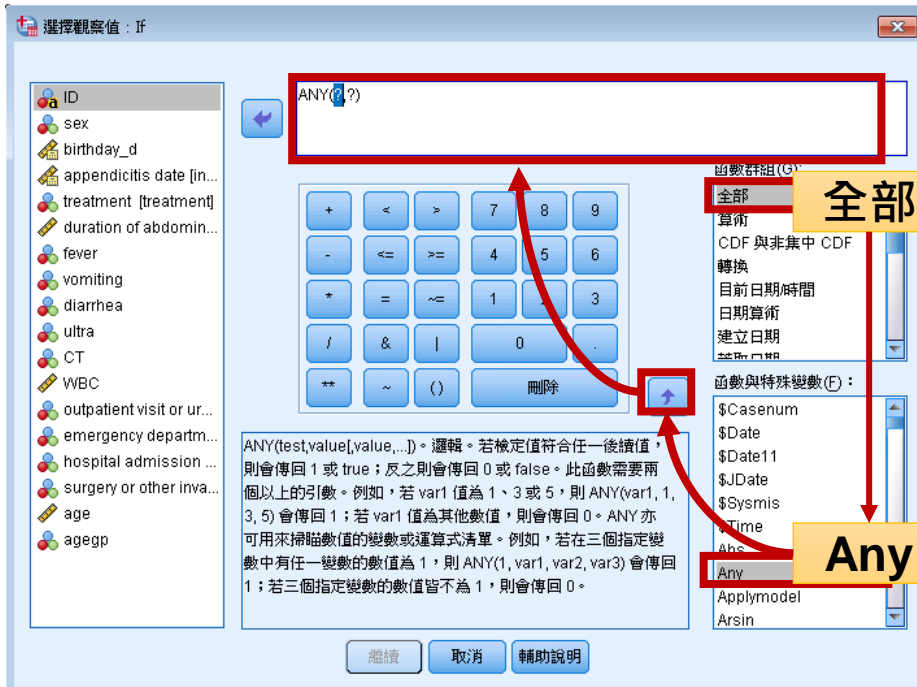 選擇觀察值：If
ID
sex
birthday_d
appendicitis date [in...
treatment [treatment]
duration of abdomin...
fever
vomiting
diarrhea
ultra
CT
WBC
outpatient visit or ur...
emergency departm...
hospital admission ...
surgery or other inva...
age
agegp
ANY(?,?)
+ < > 7 8 9
- <= >= 4 5 6
* = ~= 1 2 3
/ & | 0 .
** ~ () 刪除
ANY(test,value[,value,...])。邏輯。若檢定值符合任一後續值，
則會傳回 1 或 true；反之則會傳回 0 或 false。此函數需要兩
個以上的引數。例如，若 var1 值為 1、3 或 5，則 ANY(var1, 1,
3, 5) 會傳回 1；若 var1 值為其他數值，則會傳回 0。ANY 亦
可用來掃瞄數值的變數或運算式清單。例如，若在三個指定變
數中有任一變數的數值為 1，則 ANY(1, var1, var2, var3) 會傳回
1；若三個指定變數的數值皆不為 1，則會傳回 0。
函數群組(G):
全部
全部
算術
CDF 與非集中 CDF
轉換
目前日期/時間
日期算術
建立日期
萃取日期
函數與特殊變數(F)：
$Casenum
$Date
$Date11
$JDate
$Sysmis
$Time
Abs
Any
Any
Applymodel
Arsin
繼續
取消
輔助說明